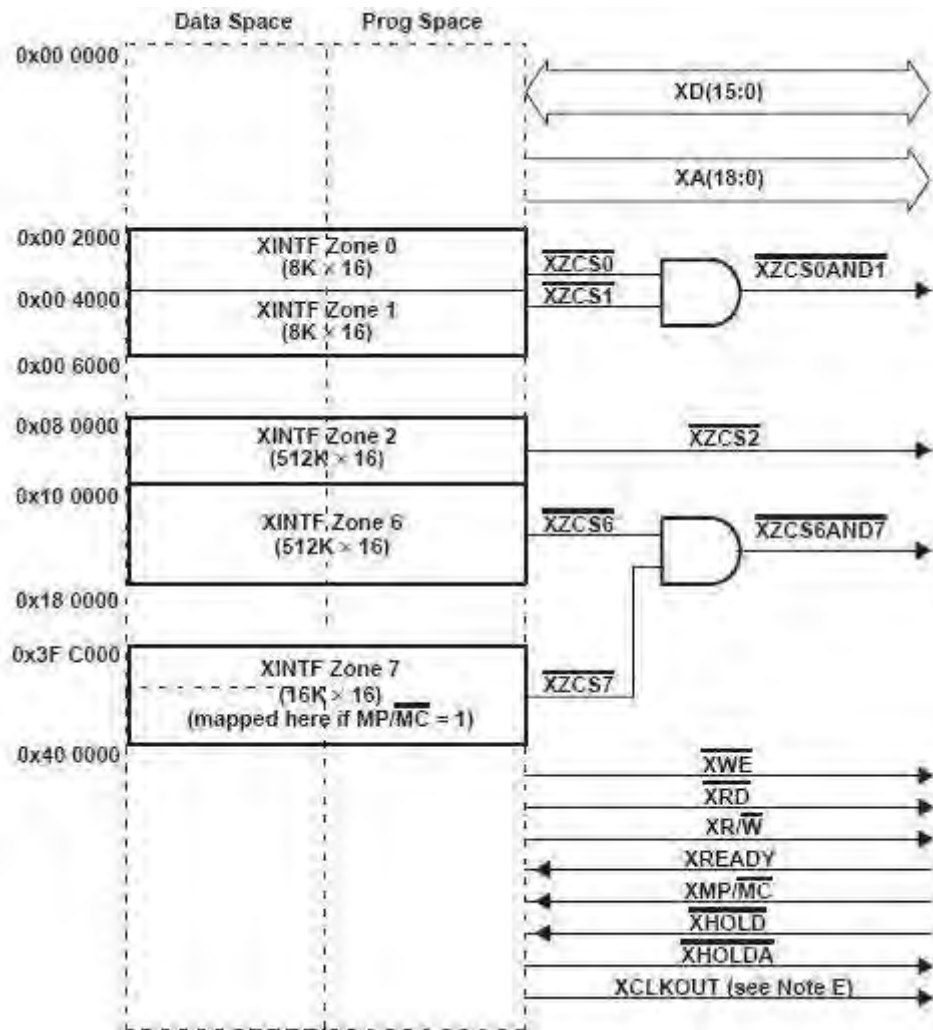 Data Space Prog Space
0x00 0000
XD(15:0)
XA(18:0)
0x00 2000
XINTF Zone 0
(8K × 16)
XZCS0
XZCS0AND1
0x00 4000
XZCS1
XINTF Zone 1
(8K × 16)
0x00 6000
0x08 0000
XINTF Zone 2
(512K × 16)
XZCS2
0x10 0000
XINTF Zone 6
(512K × 16)
XZCS6
XZCS6AND7
0x18 0000
0x3F C000
XINTF Zone 7
(16K × 16)
(mapped here if MP/MC = 1)
XZCS7
0x40 0000
XWE
XRD
XR/W
XREADY
XMP/MC
XHOLD
XHOLDA
XCLKOUT (see Note E)